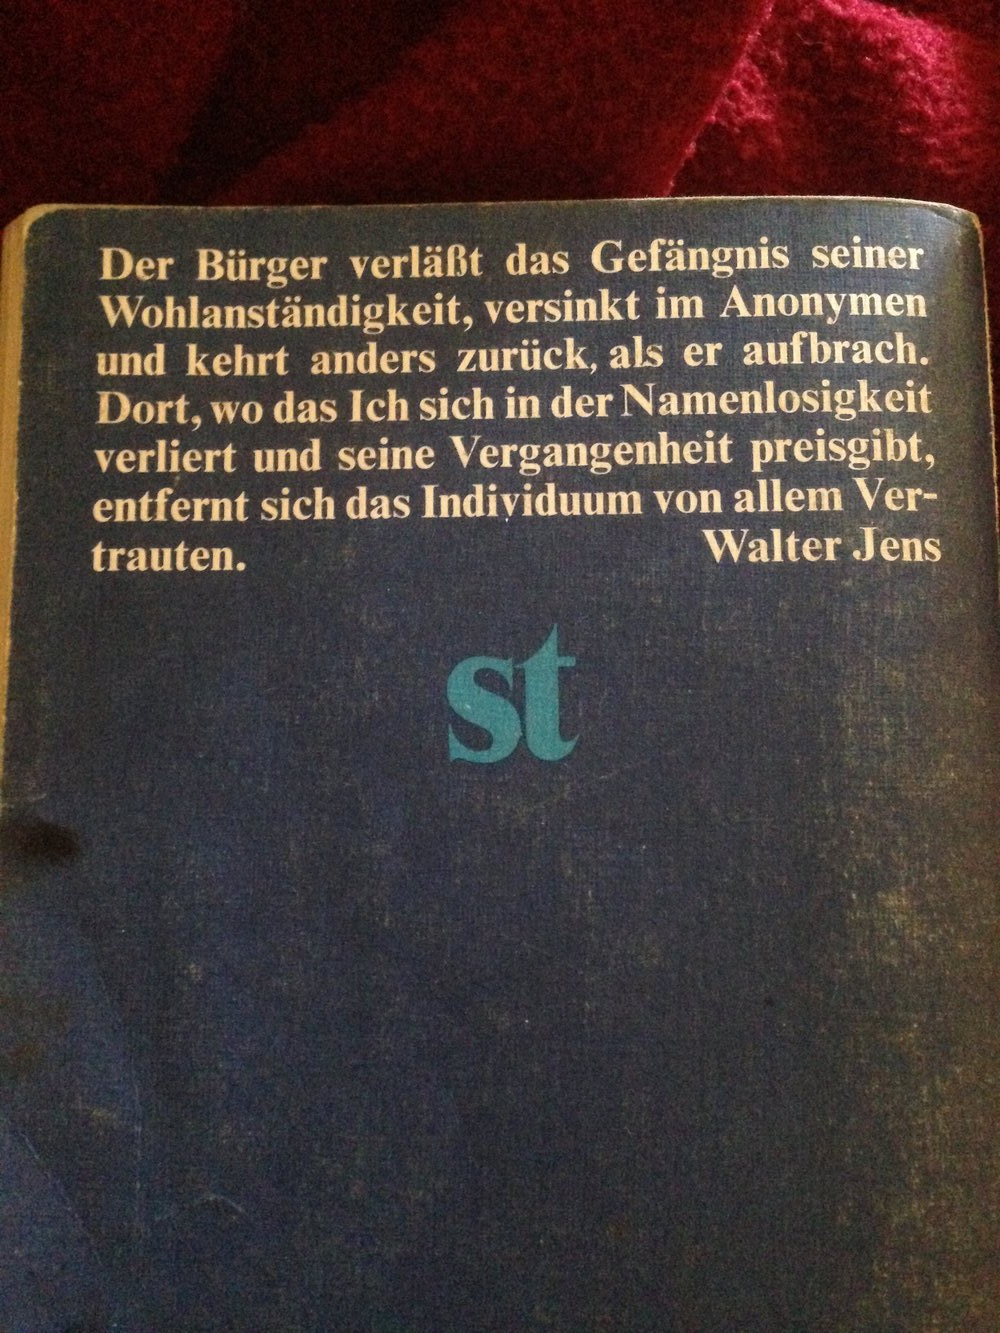 Der Bürger verläßt das Gefängnis seiner
Wohlanständigkeit, versinkt im Anonymen
und kehrt anders zurück, als er aufbrach.
Dort, wo das Ich sich in der Namenlosigkeit
verliert und seine Vergangenheit preisgibt,
entfernt sich das Individuum von allem Ver-
trauten. Walter Jens
st